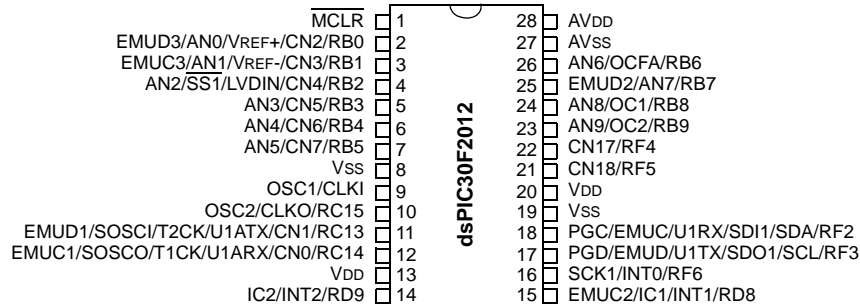 MCLR 1 28 AVDD
EMUD3/AN0/VREF+/CN2/RB0 2 27 AVSS
EMUC3/AN1/VREF-/CN3/RB1 3 26 AN6/OCFA/RB6
AN2/SS1/LVDIN/CN4/RB2 4 25 EMUD2/AN7/RB7
AN3/CN5/RB3 5 24 AN8/OC1/RB8
AN4/CN6/RB4 6 23 AN9/OC2/RB9
AN5/CN7/RB5 7 22 CN17/RF4
VSS 8 21 CN18/RF5
OSC1/CLKI 9 20 VDD
OSC2/CLKO/RC15 10 19 VSS
EMUD1/SOSCI/T2CK/U1ATX/CN1/RC13 11 18 PGC/EMUC/U1RX/SDI1/SDA/RF2
EMUC1/SOSCO/T1CK/U1ARX/CN0/RC14 12 17 PGD/EMUD/U1TX/SDO1/SCL/RF3
VDD 13 16 SCK1/INT0/RF6
IC2/INT2/RD9 14 15 EMUC2/IC1/INT1/RD8
dsPIC30F2012